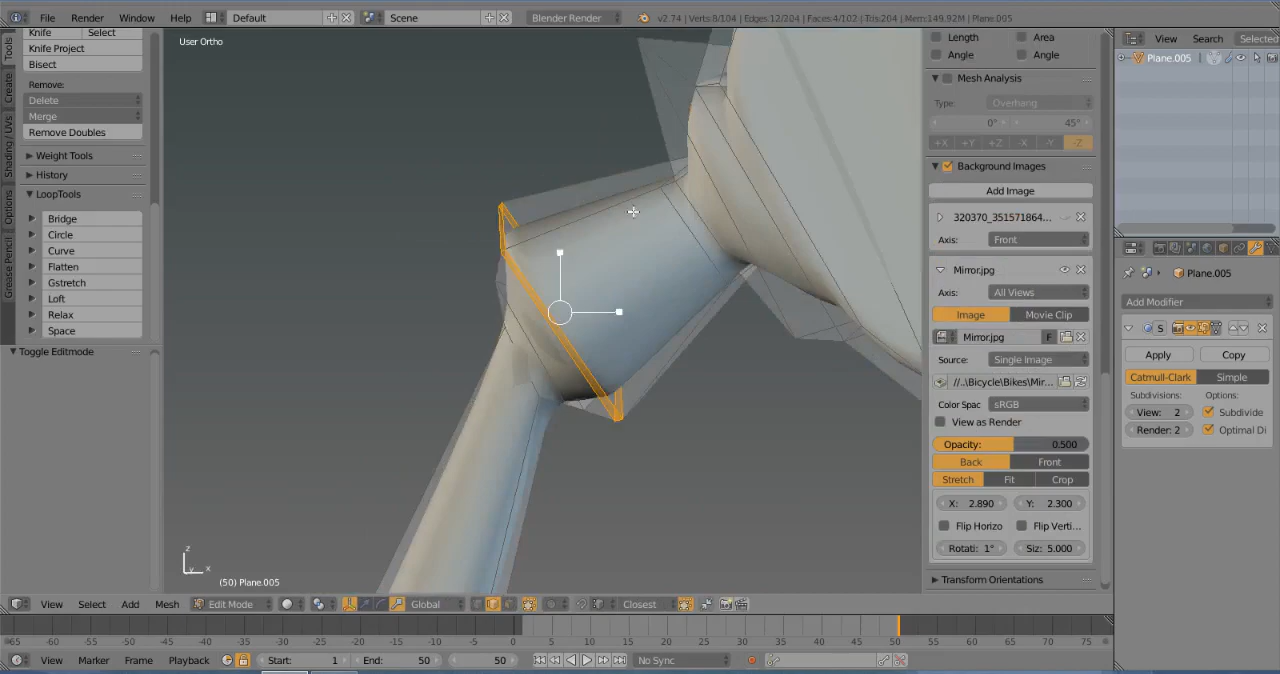 File Render Window Help Default Scene Blender Render v2.74 | Verts:8/104 | Edges:12/204 | Faces:4/102 | Tris:204 | Mem:149.92M | Plane.005
Knife Select
Knife Project
Bisect
Remove:
Delete
Merge
Remove Doubles
Weight Tools
History
LoopTools
Bridge
Circle
Curve
Flatten
Gstretch
Loft
Relax
Space
Toggle Editmode
Tools
Create
Shading / UVs
Options
Grease Pencil
User Ortho
z
x
(50) Plane.005
Length Area
Angle Angle
Mesh Analysis
Type: Overhang
0° 45°
+X +Y +Z -X -Y -Z
Background Images
Add Image
320370_351571864...
Axis: Front
Mirror.jpg
Axis: All Views
Image Movie Clip
Mirror.jpg F
Source: Single Image
//..\Bicycle\Bikes\Mir...
Color Spac sRGB
View as Render
Opacity: 0.500
Back Front
Stretch Fit Crop
X: 2.890 Y: 2.300
Flip Horizo Flip Verti...
Rotati: 1° Siz: 5.000
Transform Orientations
View Search Selected
Plane.005
Plane.005
Add Modifier
S
Apply Copy
Catmull-Clark Simple
Subdivisions: Options:
View: 2 Subdivide
Render: 2 Optimal Di
View Select Add Mesh Edit Mode Global Closest
-65 -60 -55 -50 -45 -40 -35 -30 -25 -20 -15 -10 -5 0 5 10 15 20 25 30 35 40 45 50 55 60 65 70 75
View Marker Frame Playback Start: 1 End: 50 50 No Sync